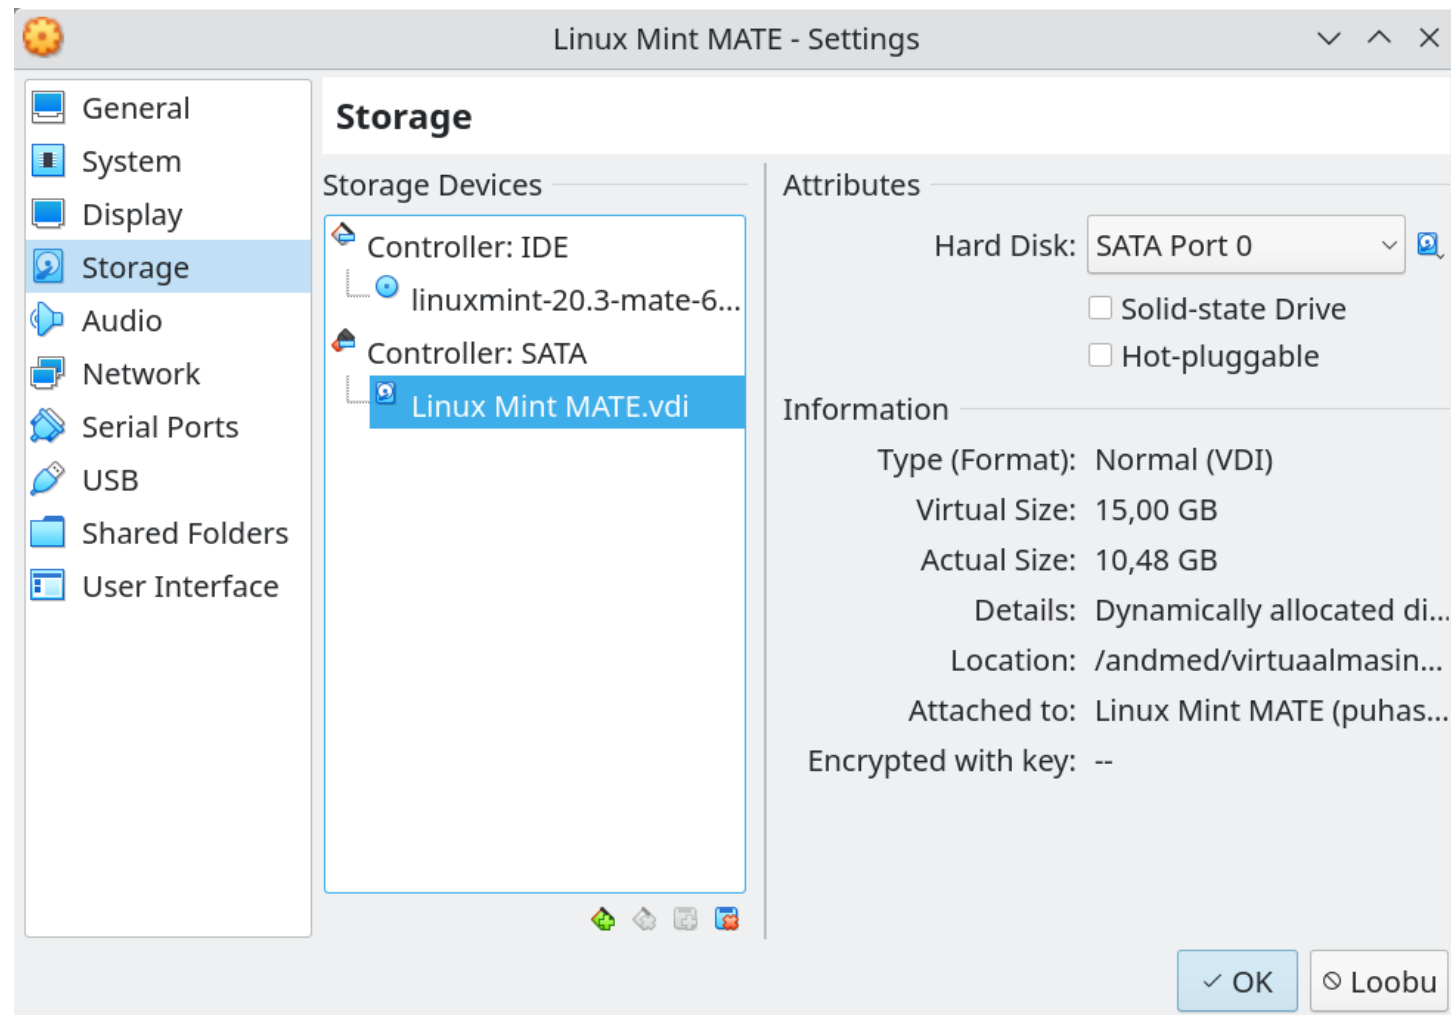 Linux Mint MATE - Settings
General
System
Display
Storage
Audio
Network
Serial Ports
USB
Shared Folders
User Interface
Storage
Storage Devices
Controller: IDE
linuxmint-20.3-mate-6...
Controller: SATA
Linux Mint MATE.vdi
Attributes
Hard Disk: SATA Port 0
Solid-state Drive
Hot-pluggable
Information
Type (Format): Normal (VDI)
Virtual Size: 15,00 GB
Actual Size: 10,48 GB
Details: Dynamically allocated di...
Location: /andmed/virtuaalmasin...
Attached to: Linux Mint MATE (puhas...
Encrypted with key: --
OK
Loobu